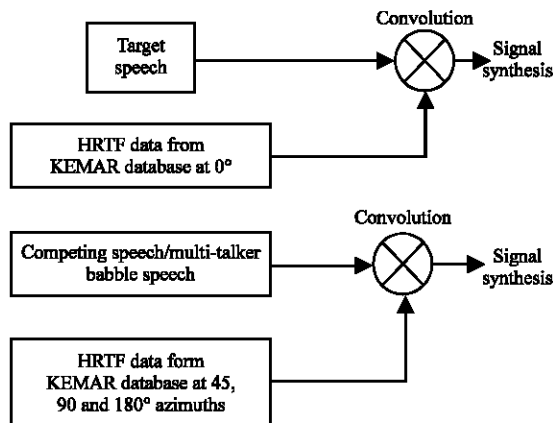 Convolution
Target
speech
Signal
synthesis
HRTF data from
KEMAR database at 0°
Convolution
Competing speech/multi-talker
babble speech
Signal
synthesis
HRTF data form
KEMAR database at 45,
90 and 180° azimuths